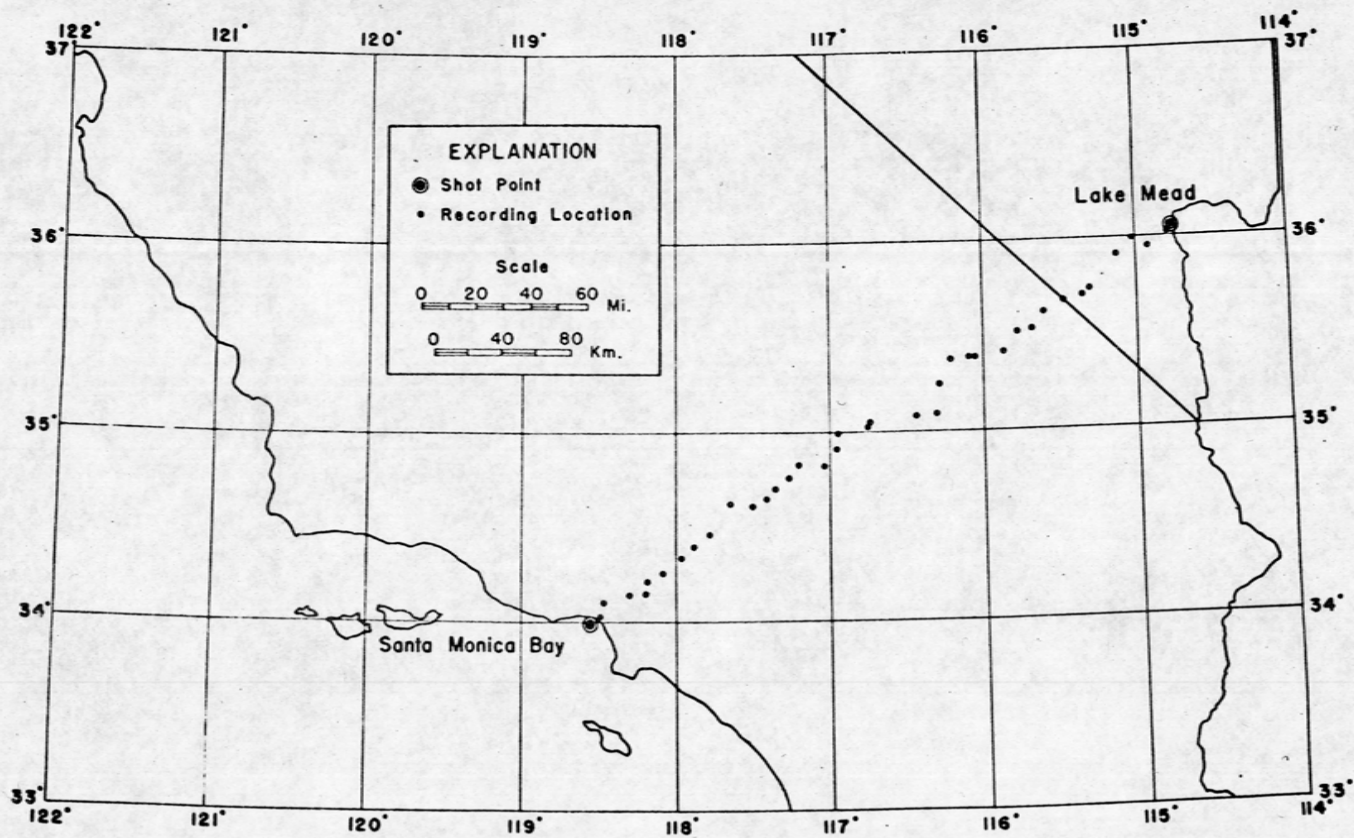 122° 121° 120° 119° 118° 117° 116° 115° 114°
37° 37°
EXPLANATION
Shot Point
Recording Location
Scale
0 20 40 60 Mi.
0 40 80 Km.
Lake Mead
36° 36°
35° 35°
34° 34°
Santa Monica Bay
33° 33°
122° 121° 120° 119° 118° 117° 116° 115° 114°